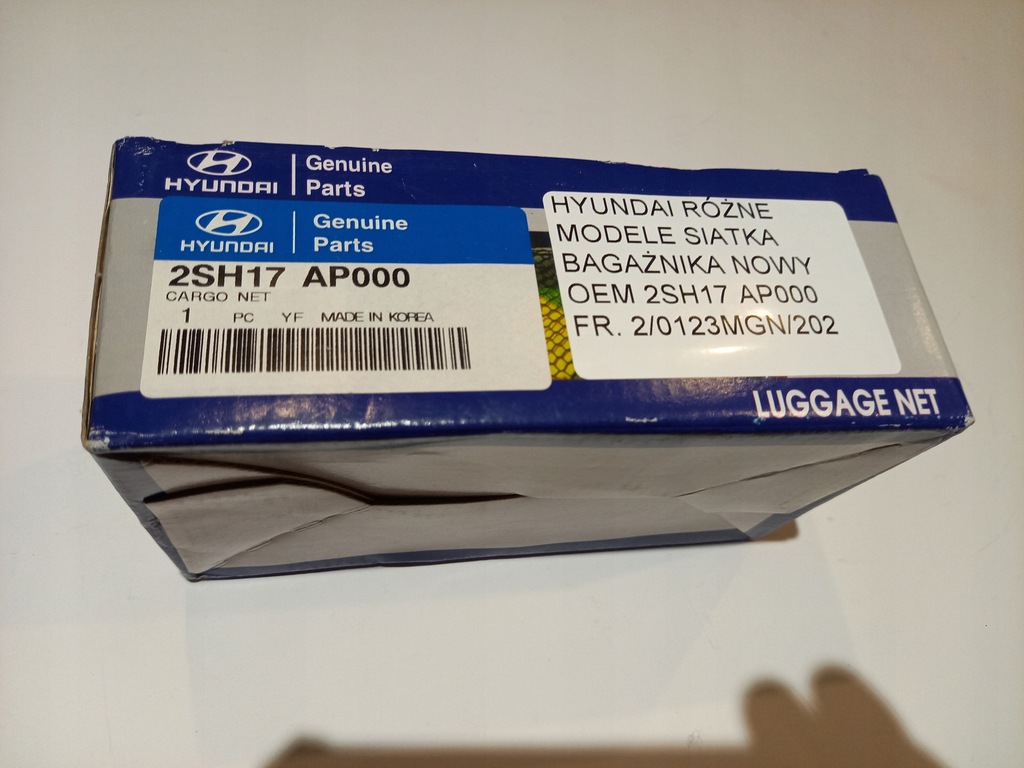 HYUNDAI
Genuine
Parts
HYUNDAI
Genuine
Parts
2SH17 AP000
CARGO NET
1 PC YF MADE IN KOREA
HYUNDAI RÓŻNE
MODELE SIATKA
BAGAŻNIKA NOWY
OEM 2SH17 AP000
FR. 2/0123MGN/202
LUGGAGE NET